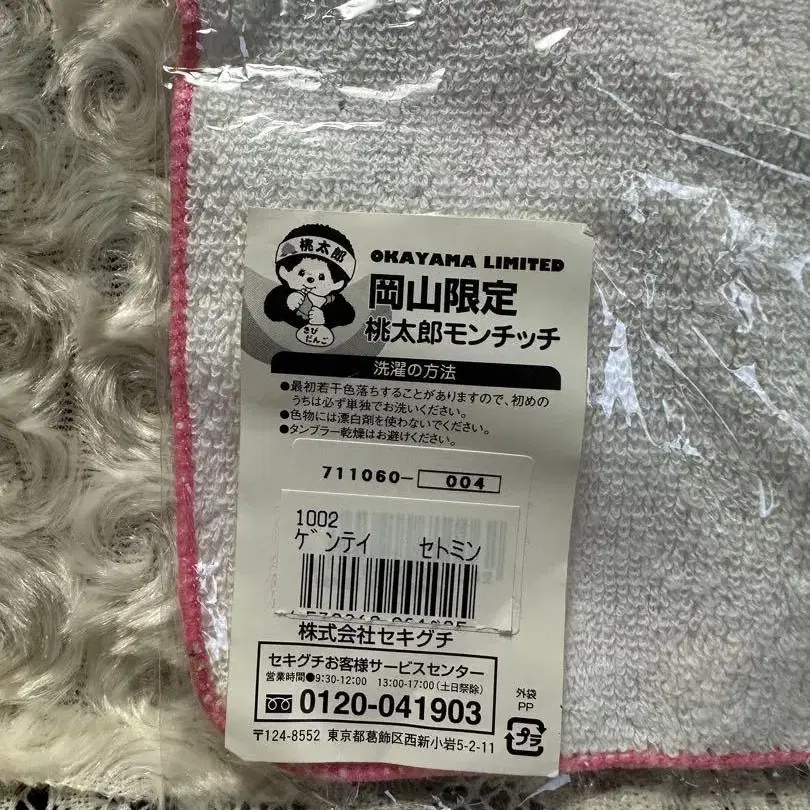 桃太郎
きび
だんご
OKAYAMA LIMITED
岡山限定
桃太郎モンチッチ
洗濯の方法
●最初若干色落ちすることがありますので、初めの
うちは必ず単独でお洗いください。
●色物には漂白剤を使わないでください。
●タンブラー乾燥はお避けください。
711060- 004
1002
ゲンテイ セトミン
株式会社セキグチ
セキグチお客様サービスセンター
営業時間●9:30-12:00 13:00-17:00(土日祭除)
0120-041903
〒124-8552 東京都葛飾区西新小岩5-2-11
外袋
PP
プラ